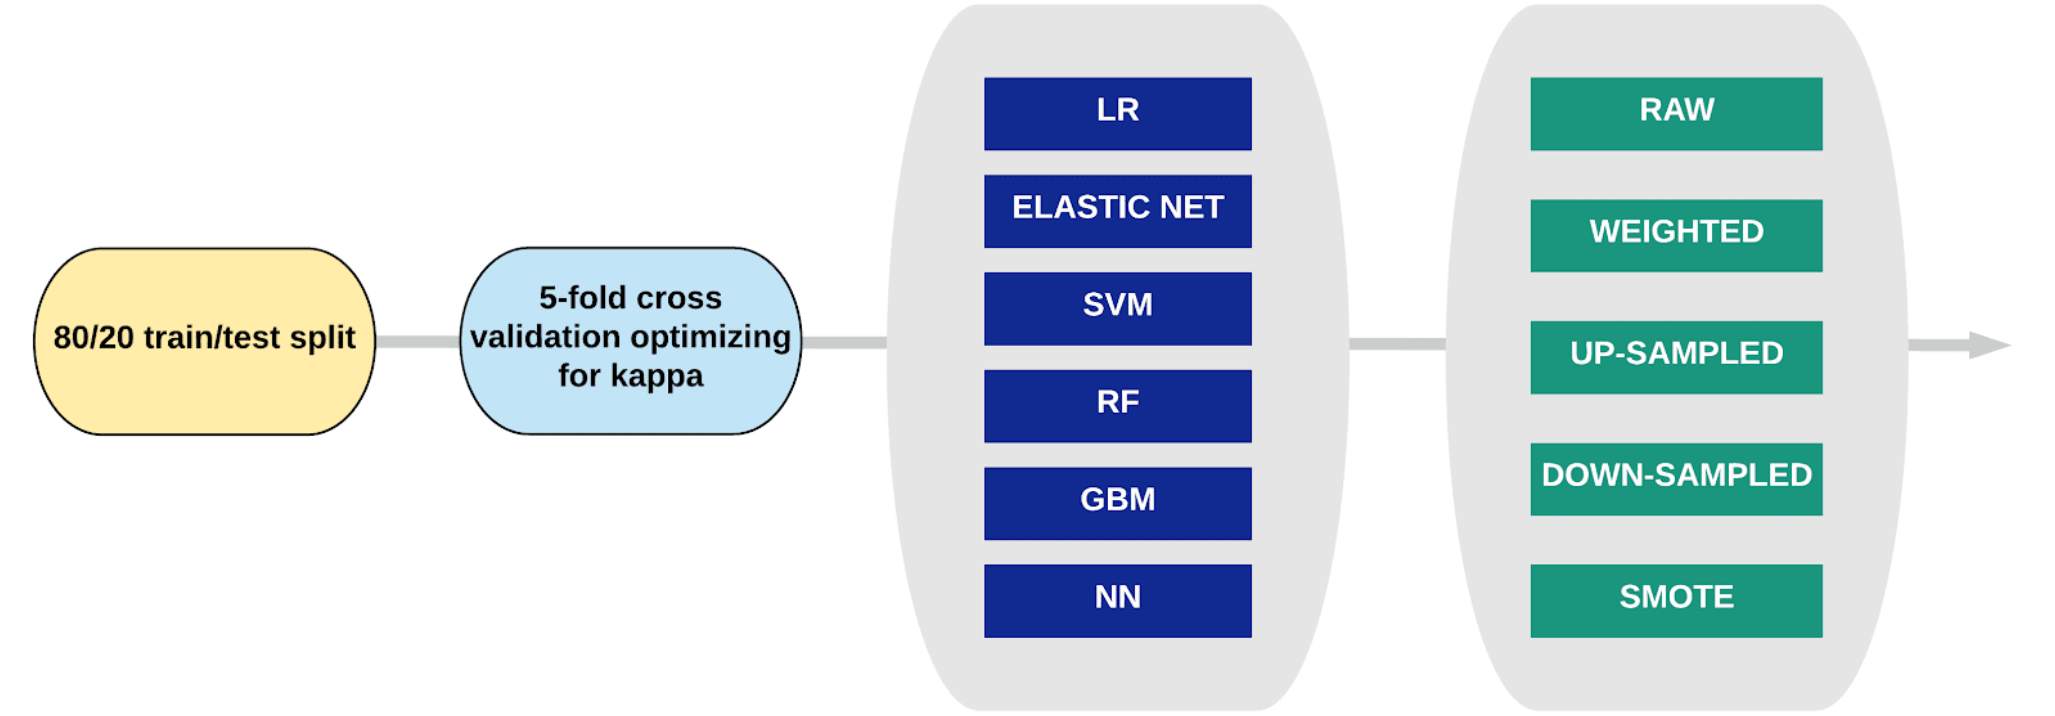 80/20 train/test split
5-fold cross
validation optimizing
for kappa
LR
ELASTIC NET
SVM
RF
GBM
NN
RAW
WEIGHTED
UP-SAMPLED
DOWN-SAMPLED
SMOTE